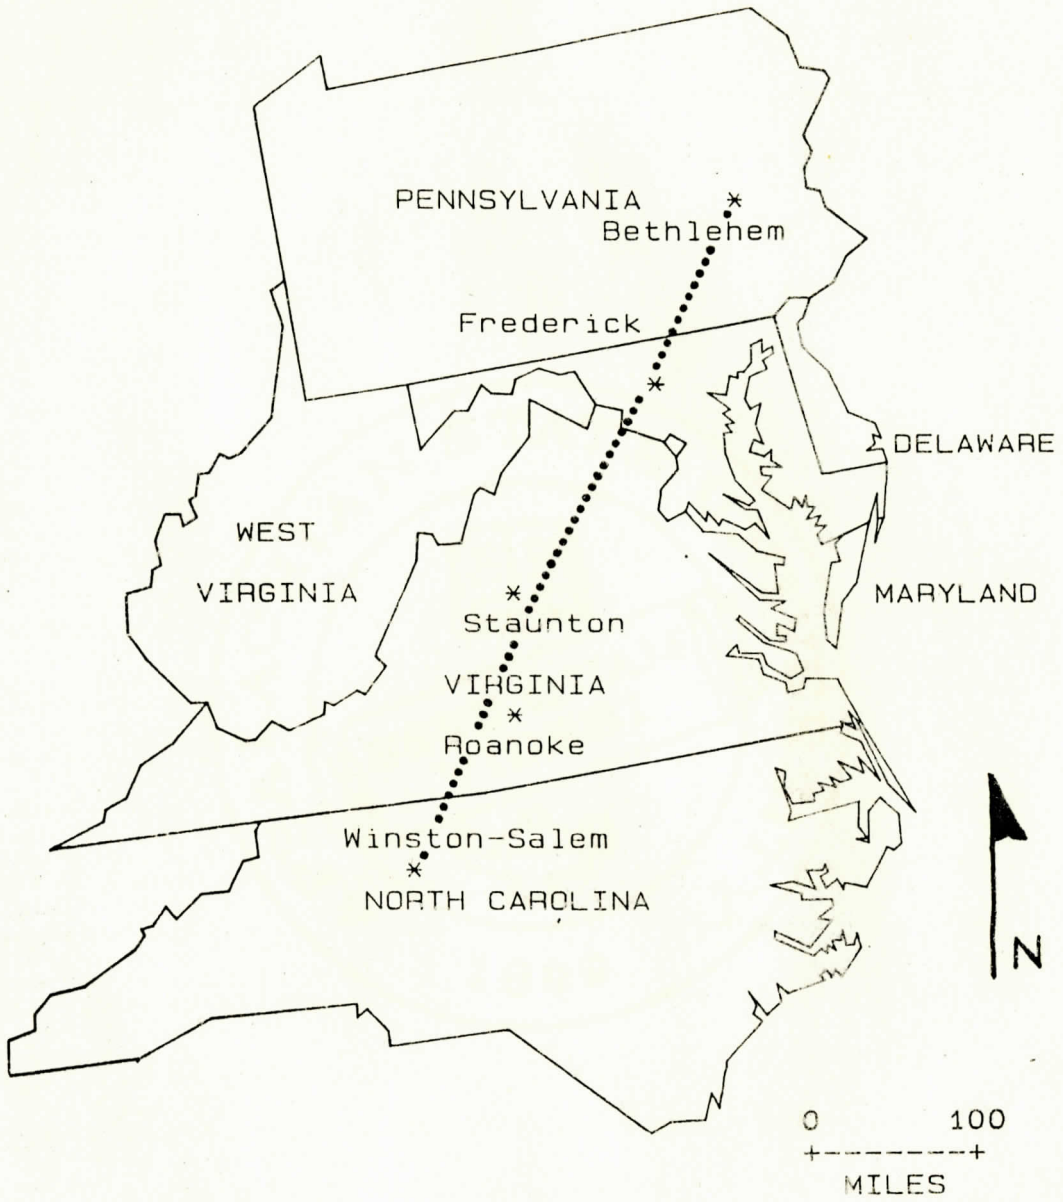 PENNSYLVANIA
Bethlehem
Frederick
DELAWARE
WEST
VIRGINIA
MARYLAND
Staunton
VIRGINIA
Roanoke
Winston-Salem
NORTH CAROLINA
N
0 100
MILES